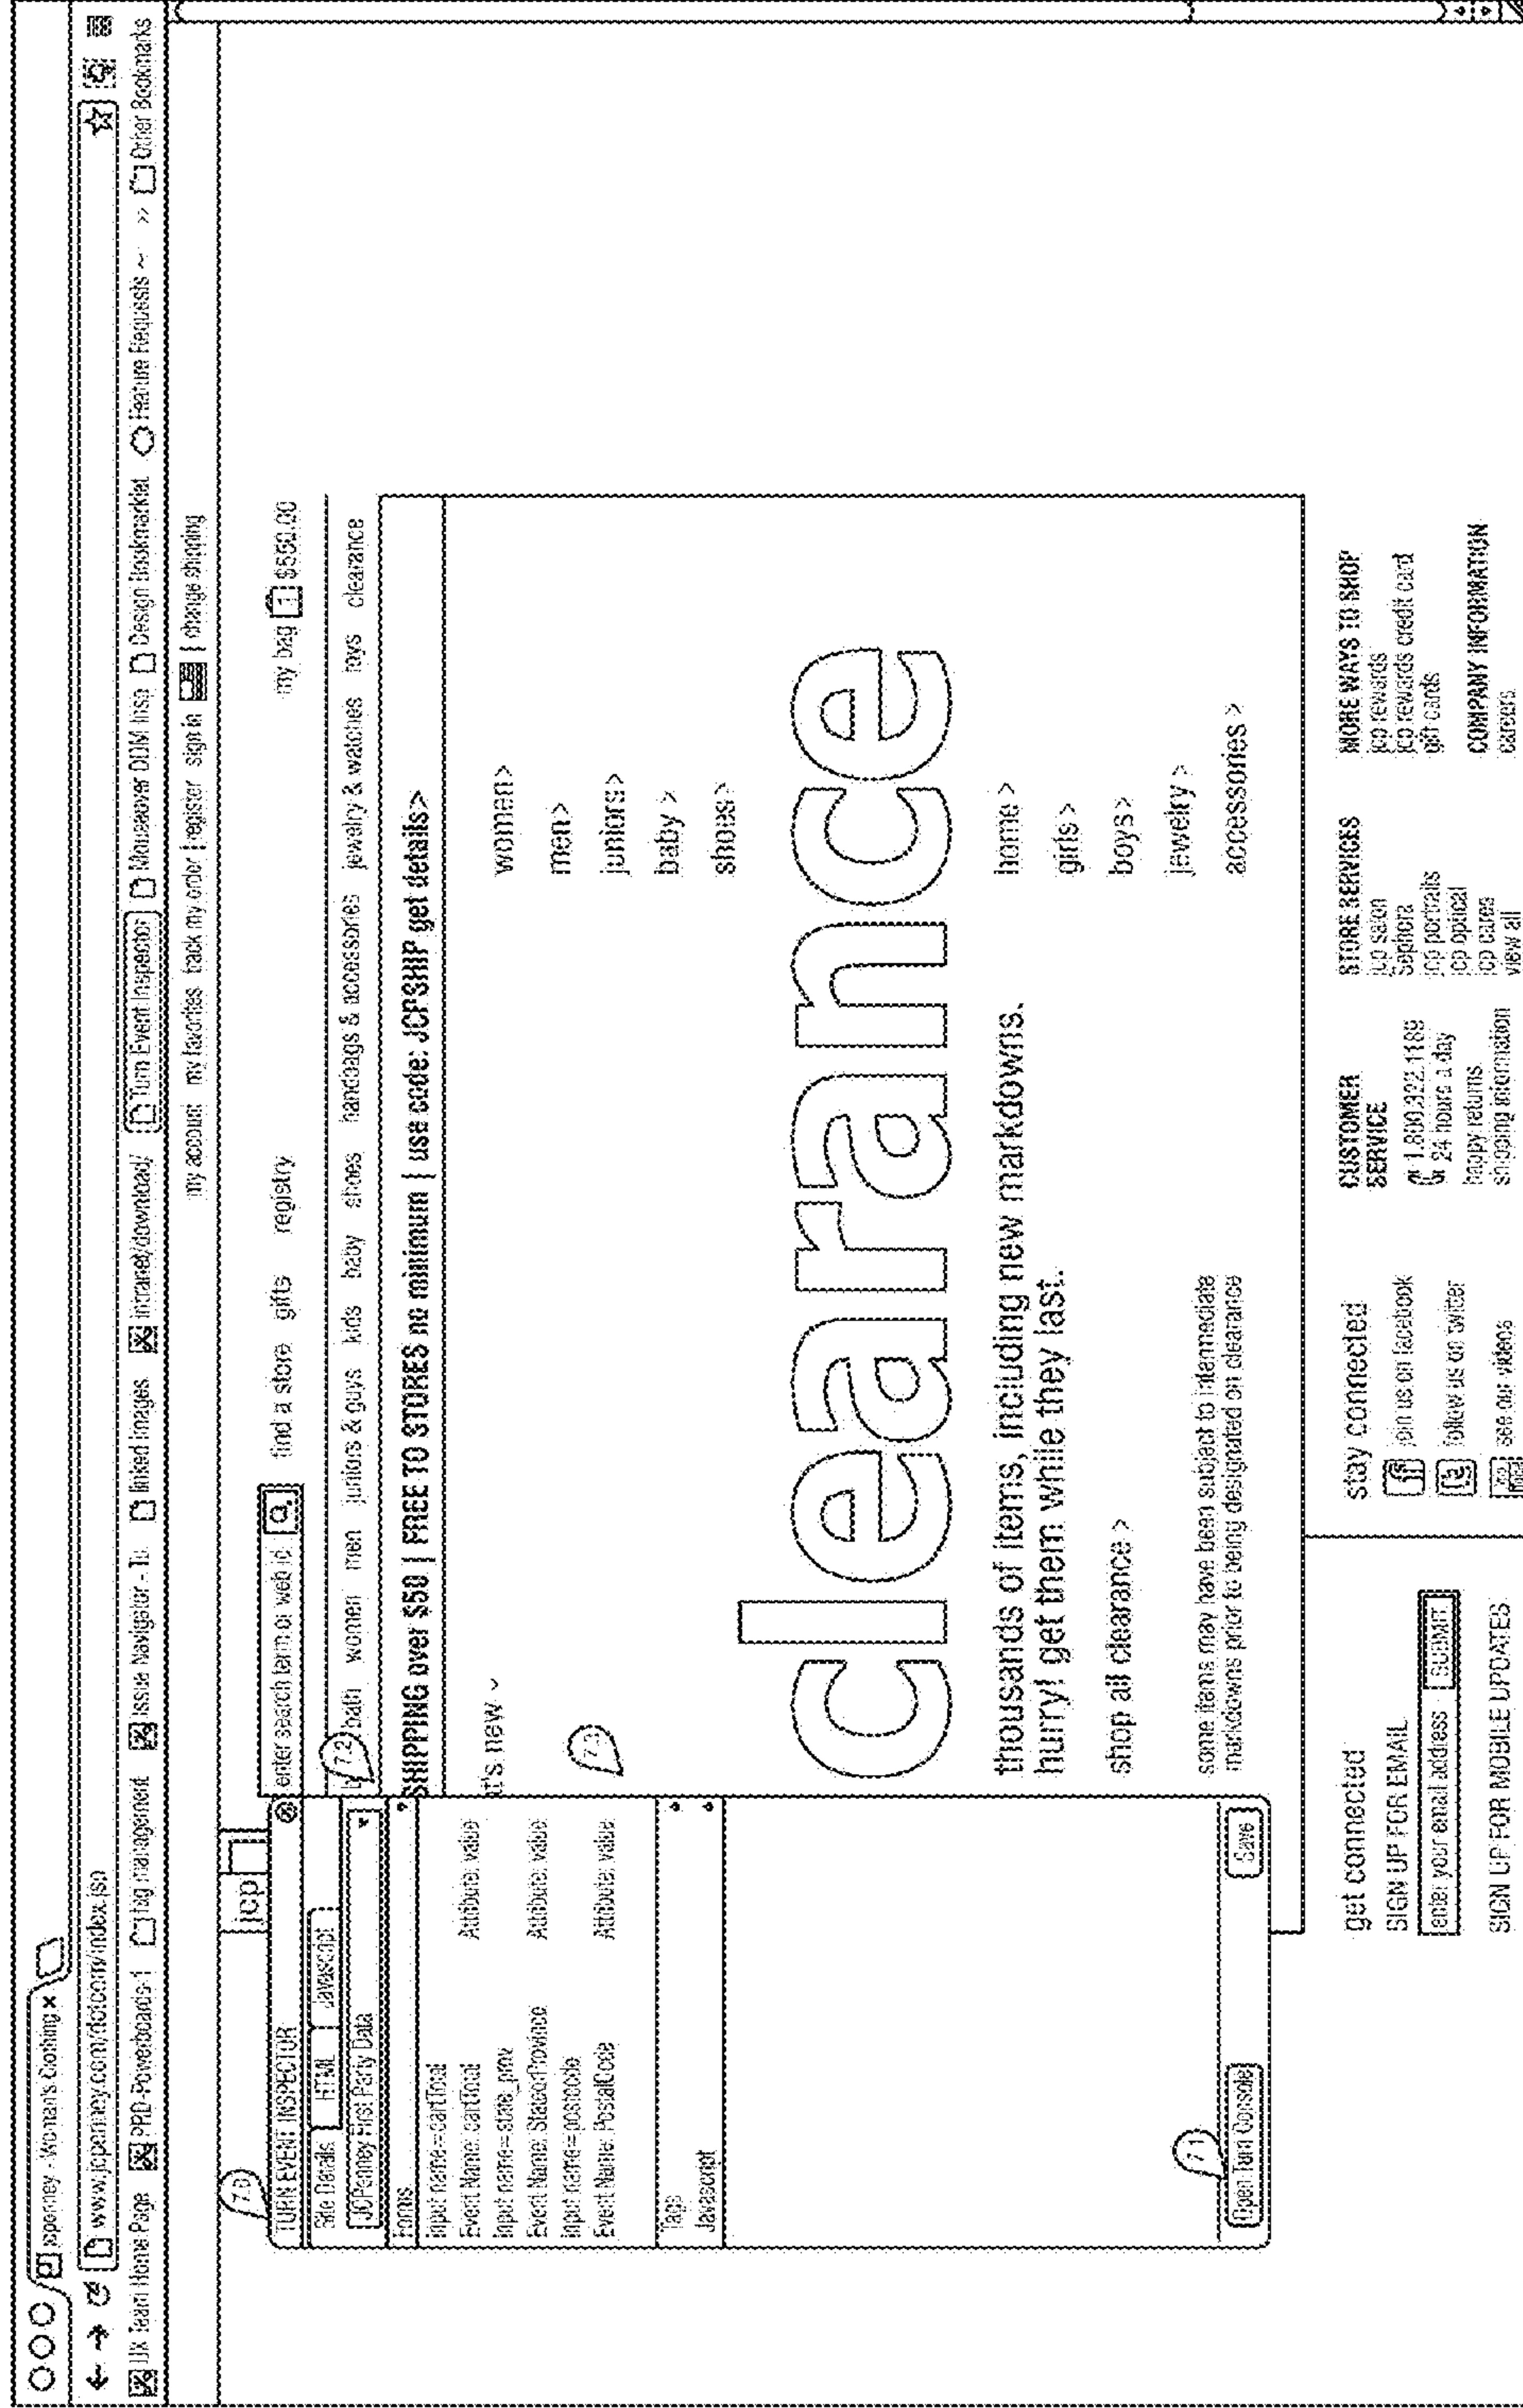 jcpenney - Woman's Clothing ×
www.jcpenney.com/dotcom/index.jsp
UX Team Home Page PRD-Powerboards-1 tag management Issue Navigator - Tu linked images intranet/download/ Turn Event Inspector Mouseover DOM Insp Design Bookmarklet Feature Requests ~ >> Other Bookmarks
my account my favorites track my order | register sign in | change shipping
7.0
jcp
TURN EVENT INSPECTOR
enter search term or web id find a store gifts registry my bag 1 $550.00
Site Details HTML Javascript
JCPenney First Party Data
7.2
bath women men juniors & guys kids baby shoes handbags & accessories jewelry & watches toys clearance
SHIPPING over $50 | FREE TO STORES no minimum | use code: JCPSHIP get details>
Forms
Input name=cartTotal
Event Name: cartTotal Attribute: value
Input name=state_prov
Event Name: StateorProvince Attribute: value
Input name=postcode
Event Name: PostalCode Attribute: value
Tags
Javascript
7.1
Open Turn Console Save
at's new
7.3
women >
men >
juniors >
baby >
shoes >
clearance
thousands of items, including new markdowns.
hurry! get them while they last.
shop all clearance >
some items may have been subject to intermediate
markdowns prior to being designated on clearance
home >
girls >
boys >
jewelry >
accessories >
get connected
SIGN UP FOR EMAIL
enter your email address SUBMIT
SIGN UP FOR MOBILE UPDATES
stay connected
join us on facebook
follow us on twitter
see our videos
CUSTOMER
SERVICE
1.800.322.1189
24 hours a day
happy returns
shipping information
STORE SERVICES
jcp salon
Sephora
jcp portraits
jcp optical
jcp cares
view all
MORE WAYS TO SHOP
jcp rewards
jcp rewards credit card
gift cards
COMPANY INFORMATION
careers